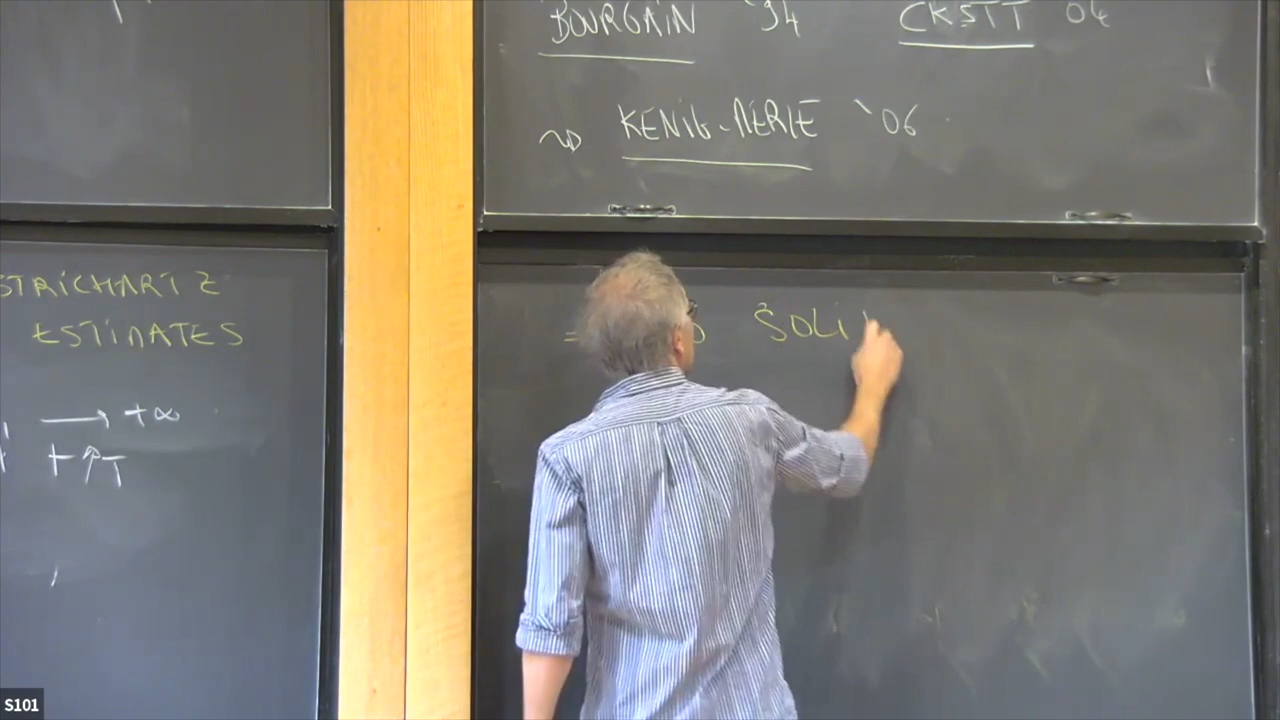 STRICHARTZ
ESTIMATES
→ +∞
t↑T
BOURGAIN '94 CKSTT 04
⇝ KENIG-MERLE '06
= SOLI
S101